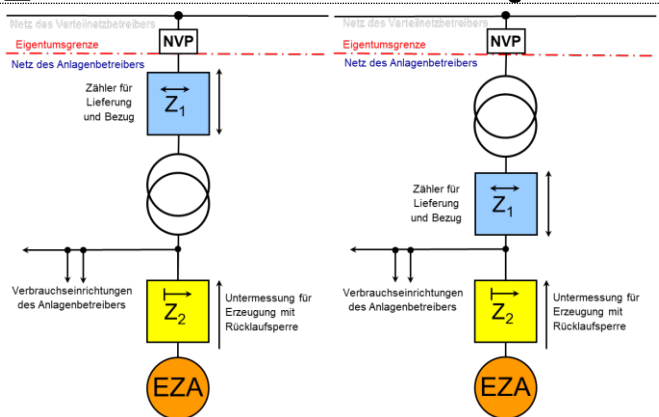 Netz des Verteilnetzbetreibers
NVP
Eigentumsgrenze
Netz des Anlagenbetreibers
Zähler für
Lieferung
und Bezug
Z1
Verbrauchseinrichtungen
des Anlagenbetreibers
Z2
Untermessung für
Erzeugung mit
Rücklaufsperre
EZA
Netz des Verteilnetzbetreibers
NVP
Eigentumsgrenze
Netz des Anlagenbetreibers
Zähler für
Lieferung
und Bezug
Z1
Verbrauchseinrichtungen
des Anlagenbetreibers
Z2
Untermessung für
Erzeugung mit
Rücklaufsperre
EZA